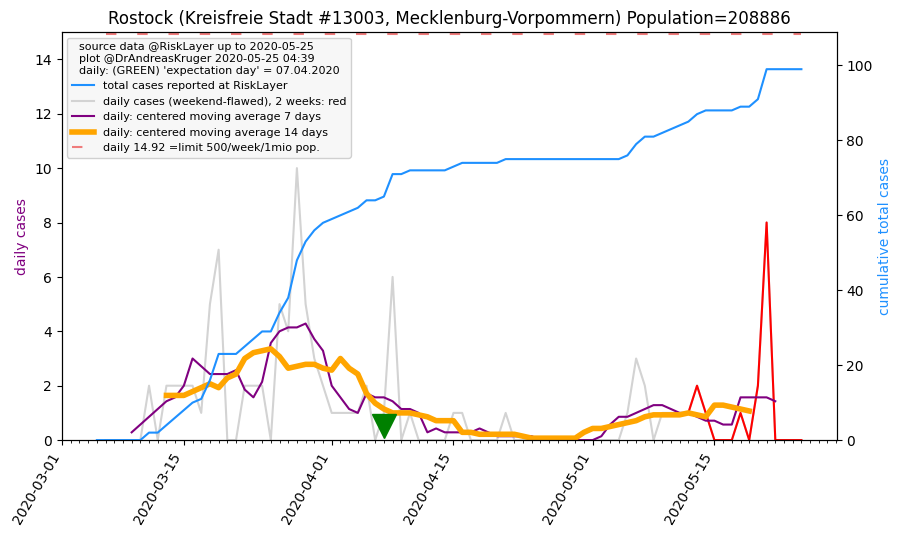 Rostock (Kreisfreie Stadt #13003, Mecklenburg-Vorpommern) Population=208886
source data @RiskLayer up to 2020-05-25
plot @DrAndreasKruger 2020-05-25 04:39
daily: (GREEN) 'expectation day' = 07.04.2020
total cases reported at RiskLayer
daily cases (weekend-flawed), 2 weeks: red
daily: centered moving average 7 days
daily: centered moving average 14 days
daily 14.92 =limit 500/week/1mio pop.
daily cases
14
12
10
8
6
4
2
0
cumulative total cases
100
80
60
40
20
0
2020-03-01
2020-03-15
2020-04-01
2020-04-15
2020-05-01
2020-05-15